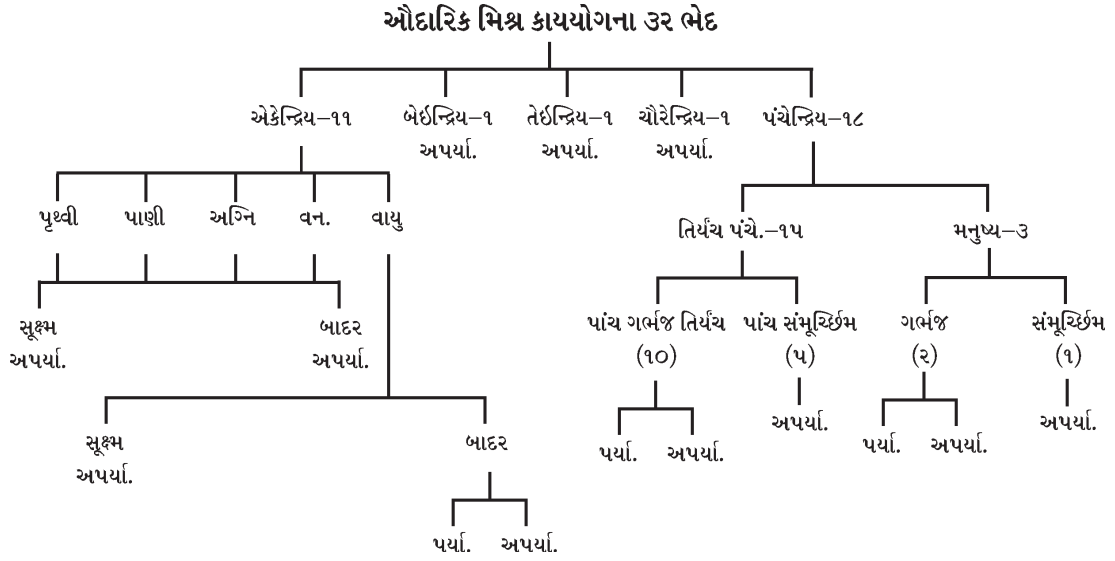 ઔદારિક મિશ્ર કાયયોગના ૩૨ ભેદ
એકેન્દ્રિય–૧૧ બેઇન્દ્રિય–૧ તેઇન્દ્રિય–૧ ચૌરેન્દ્રિય–૧ પંચેન્દ્રિય–૧૮
અપર્યા. અપર્યા. અપર્યા.
પૃથ્વી પાણી અગ્નિ વન. વાયુ
તિર્યંચ પંચે.–૧૫ મનુષ્ય–૩
સૂક્ષ્મ બાદર પાંચ ગર્ભજ તિર્યંચ પાંચ સંમૂર્ચ્છિમ ગર્ભજ સંમૂર્ચ્છિમ
અપર્યા. અપર્યા. (૧૦) (૫) (૨) (૧)
અપર્યા. અપર્યા.
સૂક્ષ્મ બાદર પર્યા. અપર્યા. પર્યા. અપર્યા.
અપર્યા.
પર્યા. અપર્યા.